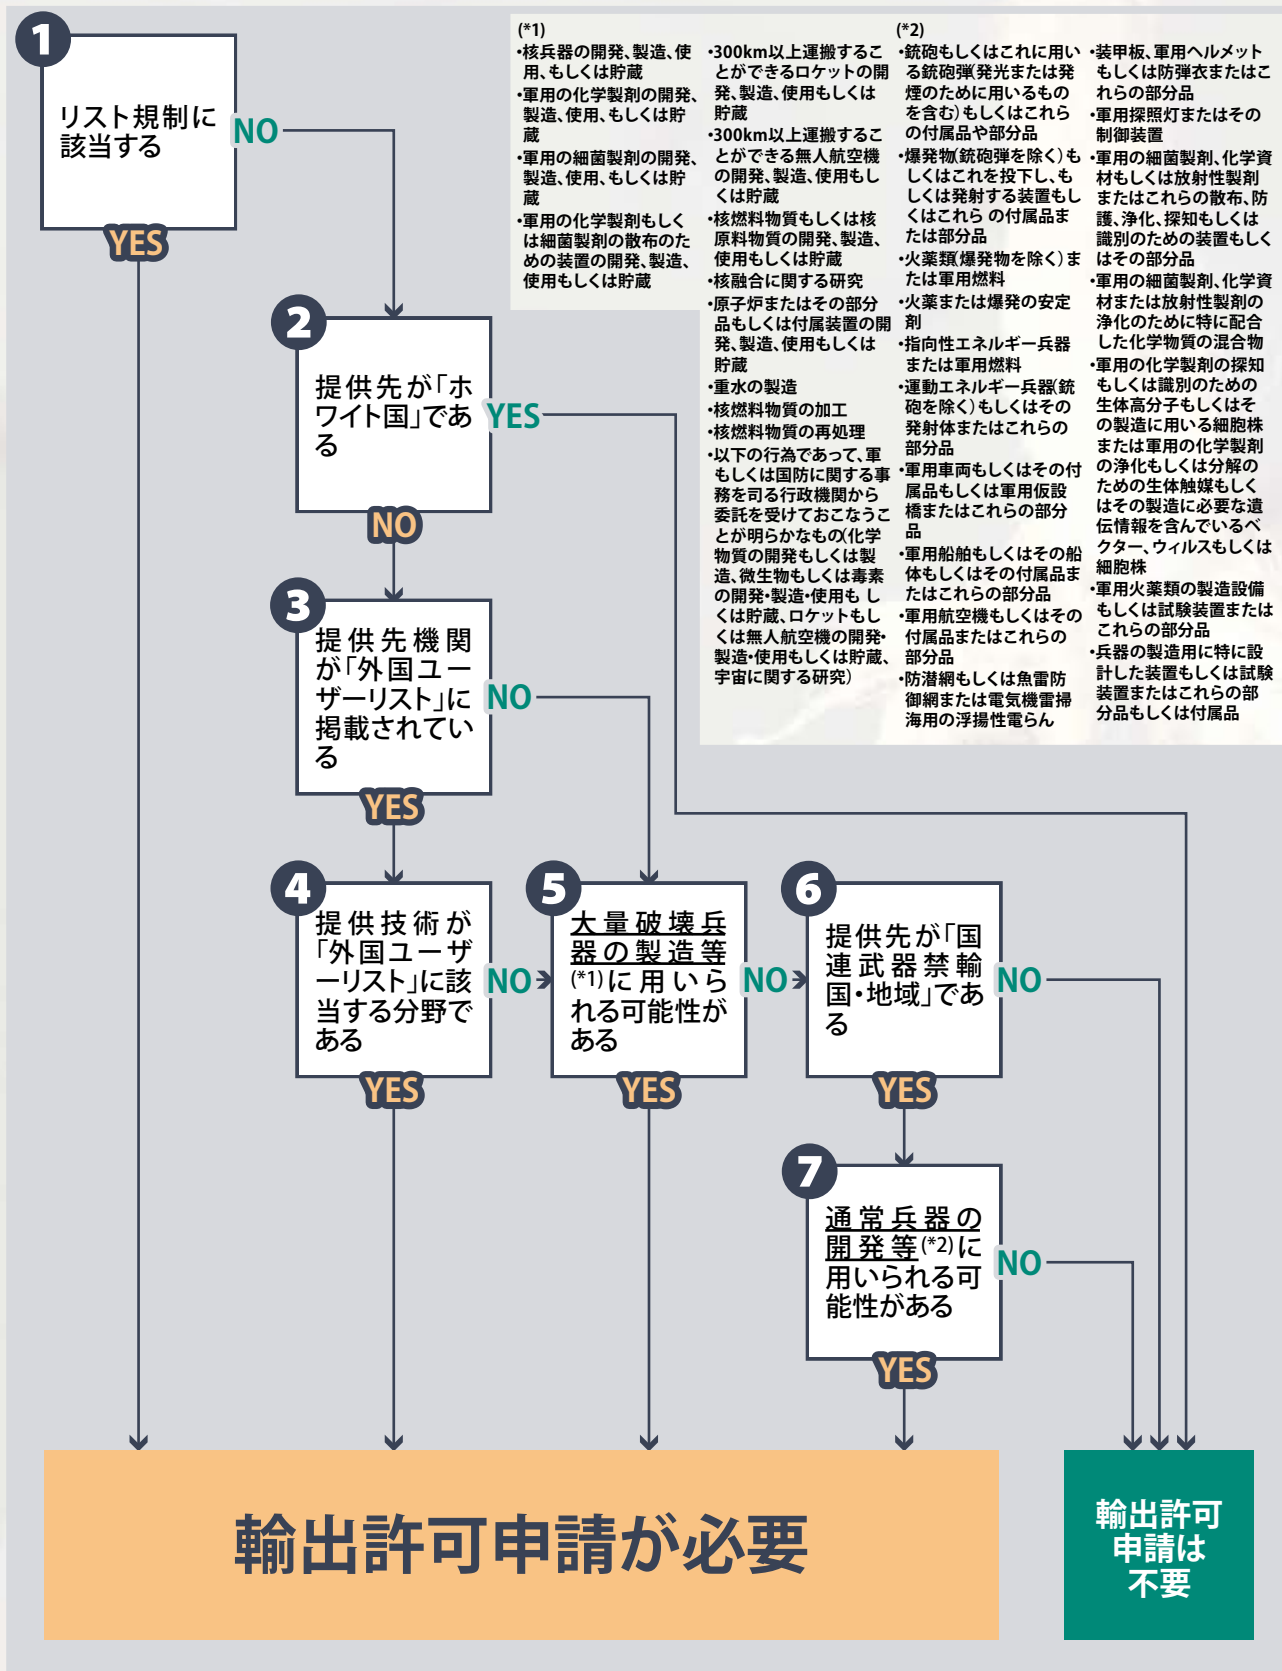 1
リスト規制に
該当する
NO
YES
(*1)
・核兵器の開発、製造、使
用、もしくは貯蔵
・軍用の化学製剤の開発、
製造、使用、もしくは貯
蔵
・軍用の細菌製剤の開発、
製造、使用、もしくは貯
蔵
・軍用の化学製剤もしく
は細菌製剤の散布のた
めの装置の開発、製造、
使用もしくは貯蔵
・300km以上運搬するこ
とができるロケットの開
発、製造、使用もしくは
貯蔵
・300km以上運搬するこ
とができる無人航空機
の開発、製造、使用もし
くは貯蔵
・核燃料物質もしくは核
原料物質の開発、製造、
使用もしくは貯蔵
・核融合に関する研究
・原子炉またはその部分
品もしくは付属装置の開
発、製造、使用もしくは
貯蔵
・重水の製造
・核燃料物質の加工
・核燃料物質の再処理
・以下の行為であって、軍
もしくは国防に関する事
務を司る行政機関から
委託を受けておこなうこ
とが明らかなもの(化学
物質の開発もしくは製
造、微生物もしくは毒素
の開発・製造・使用も し
くは貯蔵、ロケットもし
くは無人航空機の開発・
製造・使用もしくは貯蔵、
宇宙に関する研究)
(*2)
・銃砲もしくはこれに用い
る銃砲弾(発光または発
煙のために用いるもの
を含む)もしくはこれら
の付属品や部分品
・爆発物(銃砲弾を除く)も
しくはこれを投下し、も
しくは発射する装置もし
くはこれら の付属品ま
たは部分品
・火薬類(爆発物を除く)ま
たは軍用燃料
・火薬または爆発の安定
剤
・指向性エネルギー兵器
または軍用燃料
・運動エネルギー兵器(銃
砲を除く)もしくはその
発射体またはこれらの
部分品
・軍用車両もしくはその付
属品もしくは軍用仮設
橋またはこれらの部分
品
・軍用船舶もしくはその船
体もしくはその付属品ま
たはこれらの部分品
・軍用航空機もしくはその
付属品またはこれらの
部分品
・防潜網もしくは魚雷防
御網または電気機雷掃
海用の浮揚性電らん
・装甲板、軍用ヘルメット
もしくは防弾衣またはこ
れらの部分品
・軍用探照灯またはその
制御装置
・軍用の細菌製剤、化学資
材もしくは放射性製剤
またはこれらの散布、防
護、浄化、探知もしくは
識別のための装置もしく
はその部分品
・軍用の細菌製剤、化学資
材または放射性製剤の
浄化のために特に配合
した化学物質の混合物
・軍用の化学製剤の探知
もしくは識別のための
生体高分子もしくはそ
の製造に用いる細胞株
または軍用の化学製剤
の浄化もしくは分解の
ための生体触媒もしく
はその製造に必要な遺
伝情報を含んでいるベ
クター、ウィルスもしくは
細胞株
・軍用火薬類の製造設備
もしくは試験装置または
これらの部分品
・兵器の製造用に特に設
計した装置もしくは試験
装置またはこれらの部
分品もしくは付属品
2
提供先が「ホ
ワイト国」であ
る
YES
NO
3
提供先機関
が「外国ユー
ザーリスト」に
掲載されてい
る
NO
YES
4
提供技術が
「外国ユーザ
ーリスト」に該
当する分野で
ある
NO
YES
5
大量破壊兵
器の製造等
(*1)に用いら
れる可能性が
ある
NO
YES
6
提供先が「国
連武器禁輸
国・地域」であ
る
NO
YES
7
通常兵器の
開発等(*2)に
用いられる可
能性がある
NO
YES
輸出許可申請が必要
輸出許可
申請は
不要